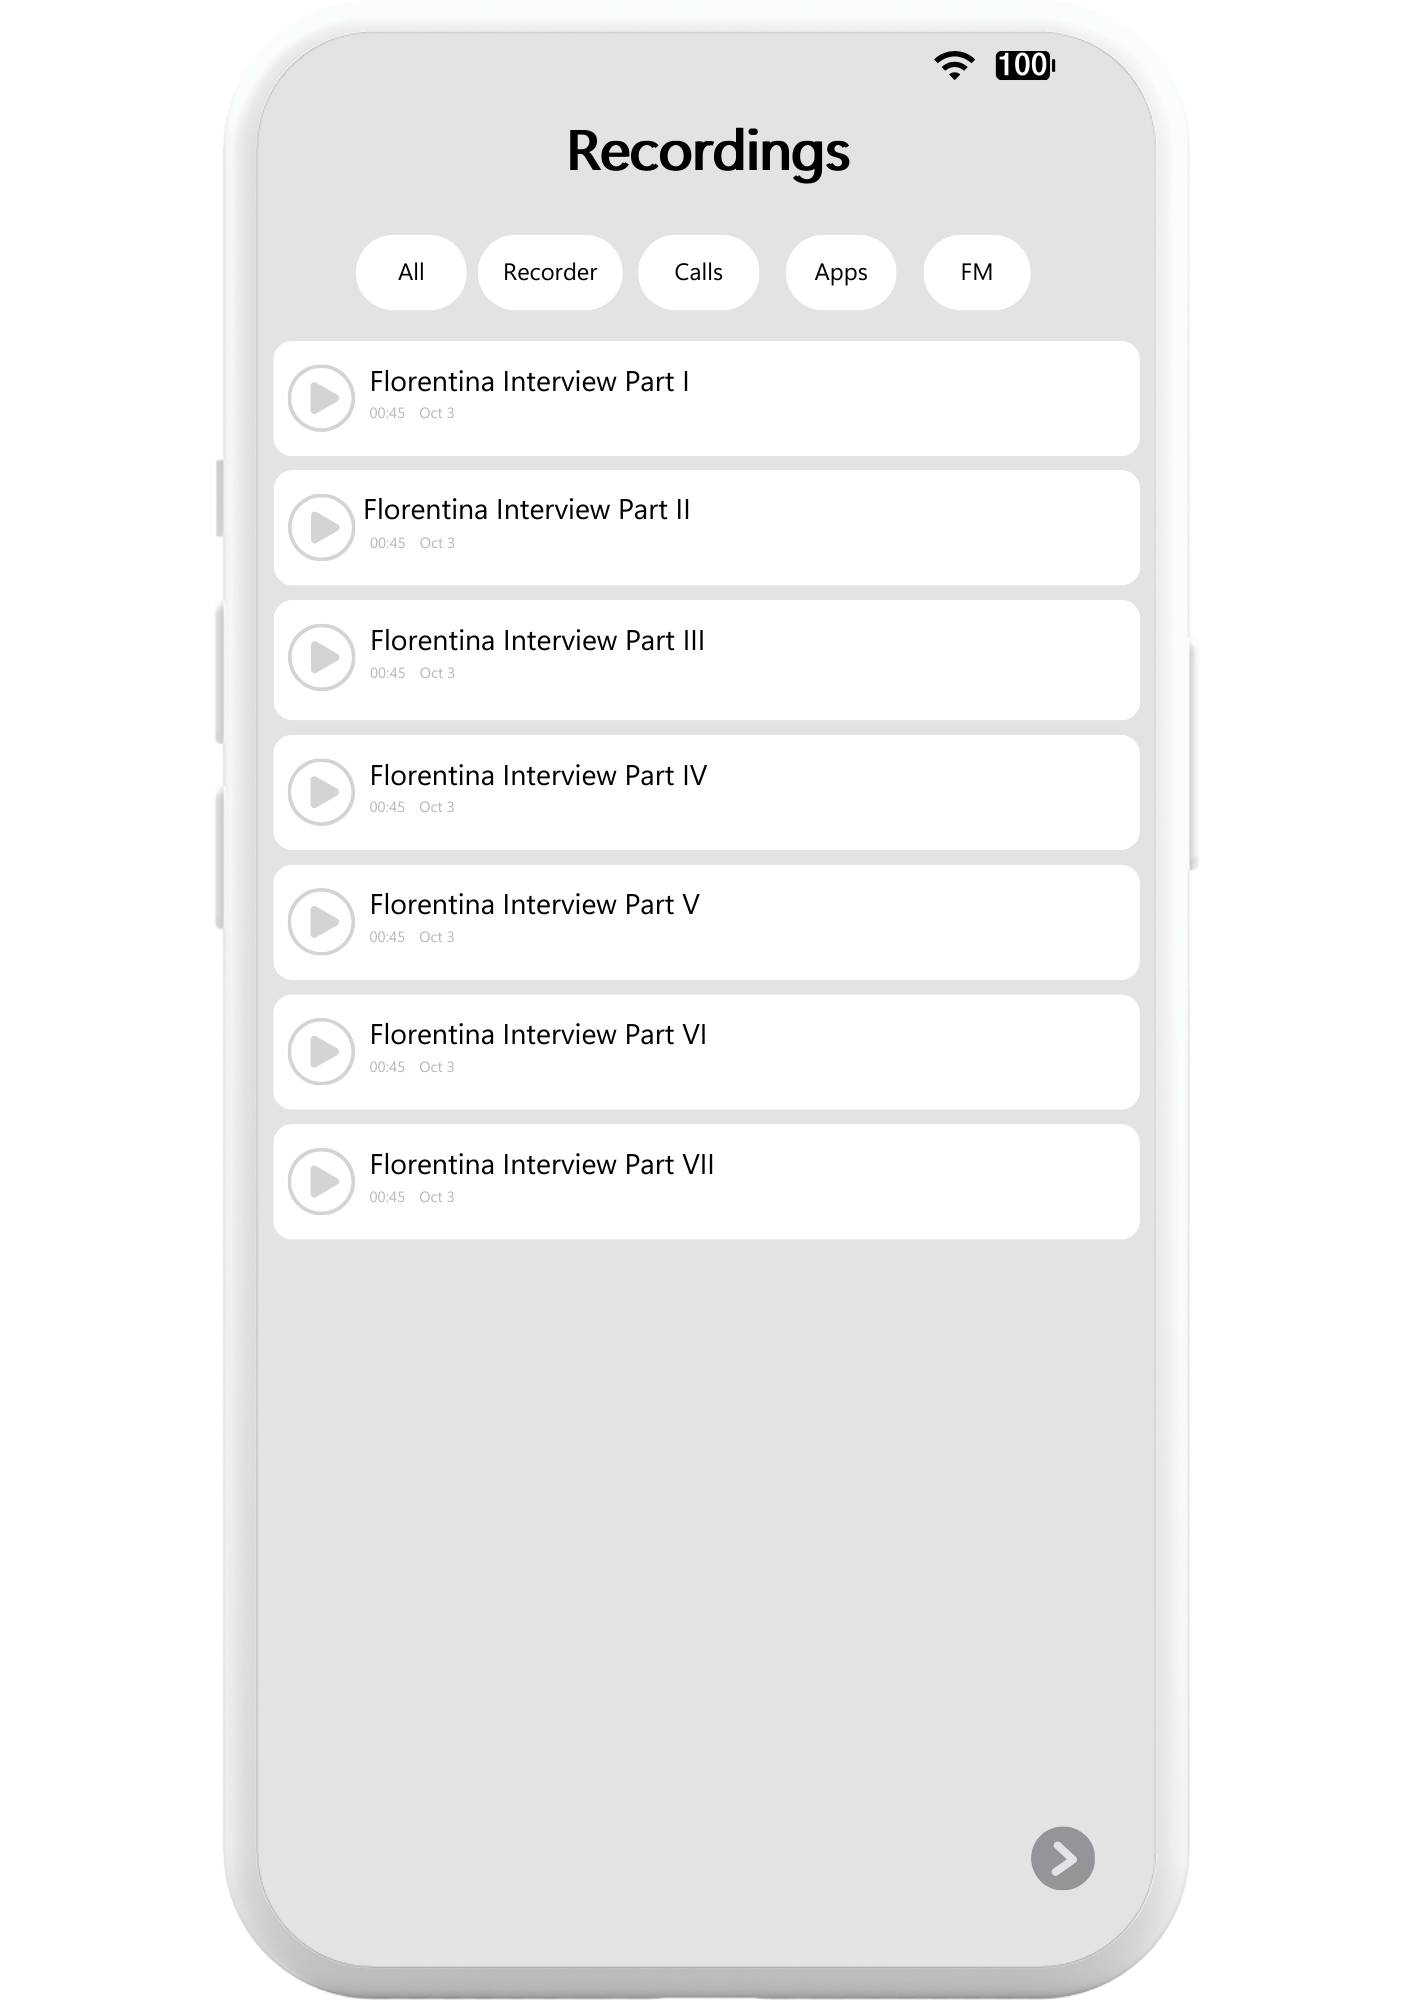 100
Recordings
All Recorder Calls Apps FM
Florentina Interview Part I
00:45 Oct 3
Florentina Interview Part II
00:45 Oct 3
Florentina Interview Part III
00:45 Oct 3
Florentina Interview Part IV
00:45 Oct 3
Florentina Interview Part V
00:45 Oct 3
Florentina Interview Part VI
00:45 Oct 3
Florentina Interview Part VII
00:45 Oct 3